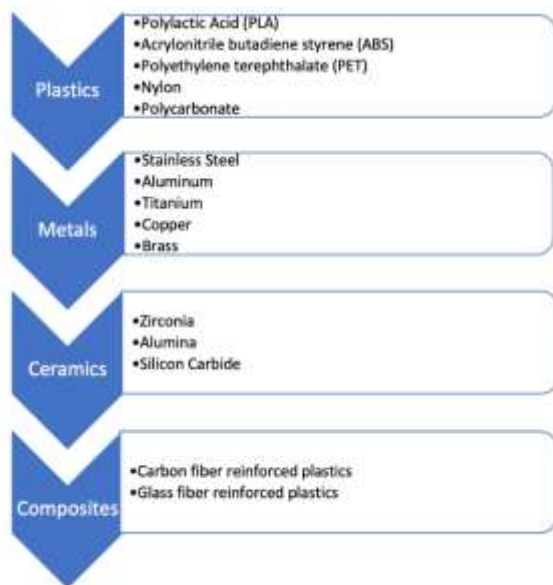 Plastics
•Polylactic Acid (PLA)
•Acrylonitrile butadiene styrene (ABS)
•Polyethylene terephthalate (PET)
•Nylon
•Polycarbonate
Metals
•Stainless Steel
•Aluminum
•Titanium
•Copper
•Brass
Ceramics
•Zirconia
•Alumina
•Silicon Carbide
Composites
•Carbon fiber reinforced plastics
•Glass fiber reinforced plastics